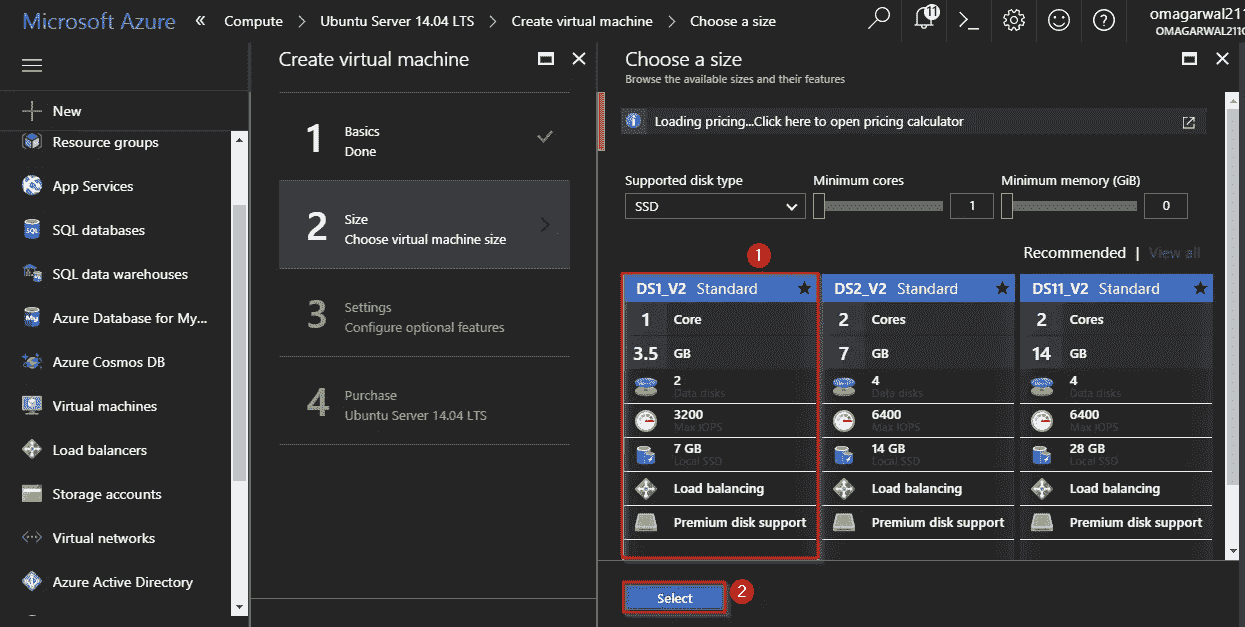 Microsoft Azure « Compute > Ubuntu Server 14.04 LTS > Create virtual machine > Choose a size
11
>_
?
omagarwal211
OMAGARWAL211O
New
Resource groups
App Services
SQL databases
SQL data warehouses
Azure Database for My...
Azure Cosmos DB
Virtual machines
Load balancers
Storage accounts
Virtual networks
Azure Active Directory
Create virtual machine
1
Basics
Done
2
Size
Choose virtual machine size
3
Settings
Configure optional features
4
Purchase
Ubuntu Server 14.04 LTS
Choose a size
Browse the available sizes and their features
Loading pricing...Click here to open pricing calculator
Supported disk type
SSD
Minimum cores
1
Minimum memory (GiB)
0
Recommended | View all
1
DS1_V2 Standard
1 Core
3.5 GB
2
Data disks
3200
Max IOPS
7 GB
Local SSD
Load balancing
Premium disk support
DS2_V2 Standard
2 Cores
7 GB
4
Data disks
6400
Max IOPS
14 GB
Local SSD
Load balancing
Premium disk support
DS11_V2 Standard
2 Cores
14 GB
4
Data disks
6400
Max IOPS
28 GB
Local SSD
Load balancing
Premium disk support
Select
2